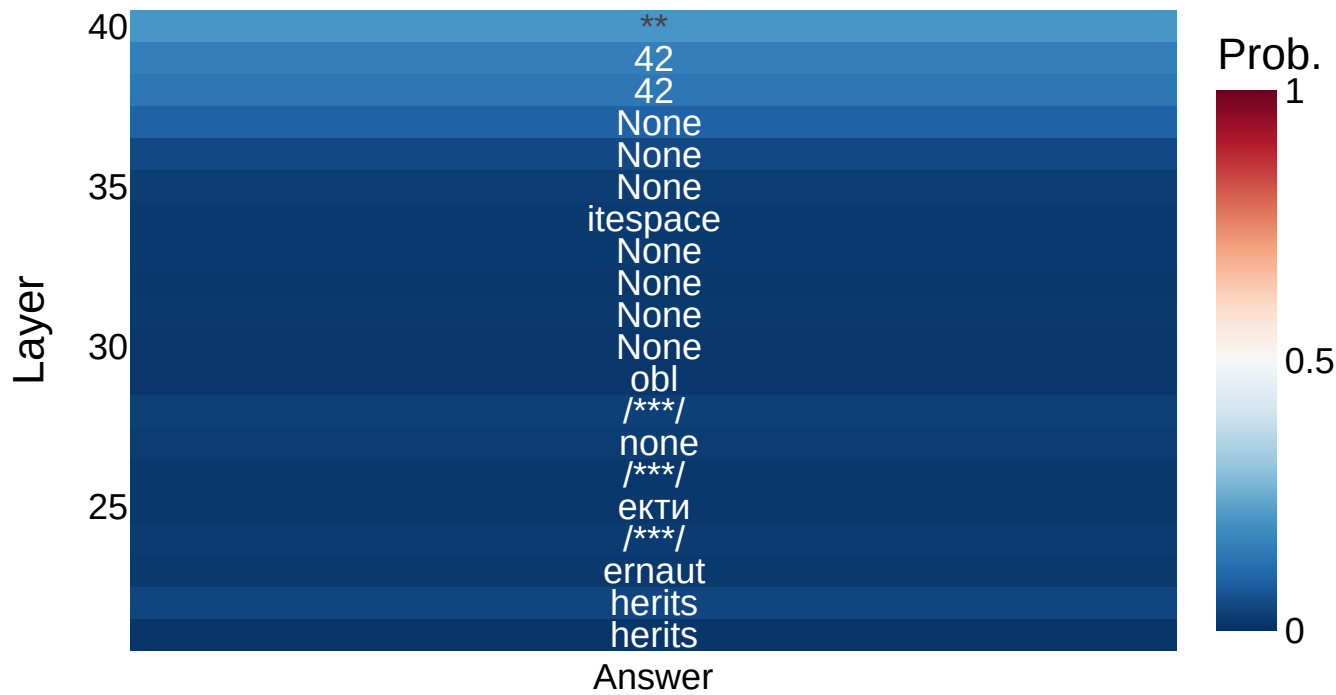 Prob.
40
**
42
42
None
None
35
None
itespace
None
None
None
30
None
obl
/***/
none
/***/
25
екти
/***/
ernaut
herits
herits
Layer
Answer
1
0.5
0